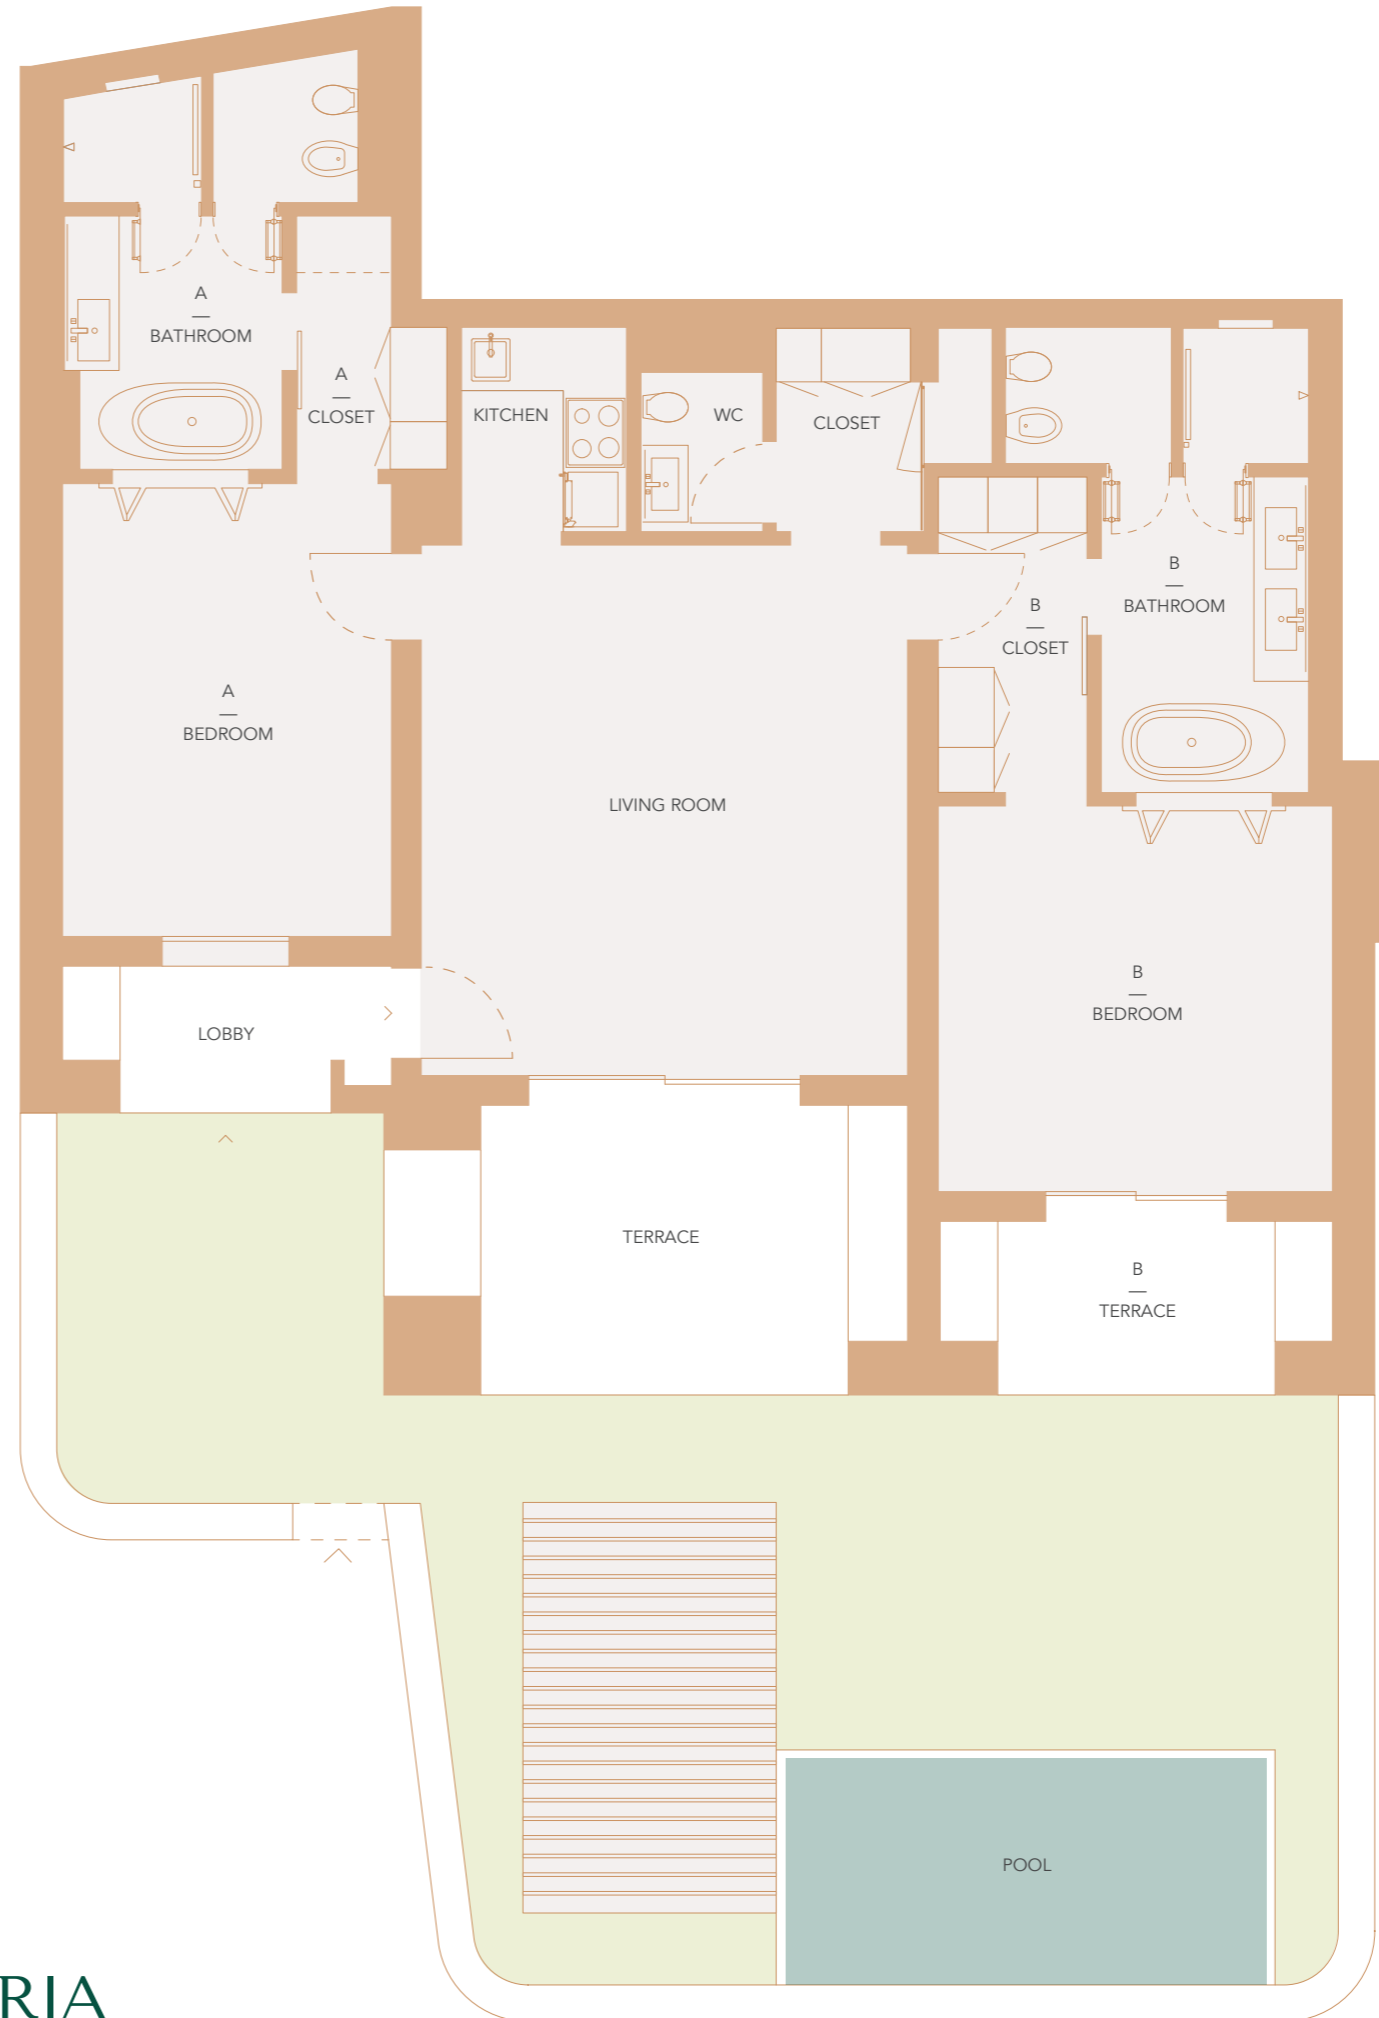 A
BATHROOM
A
CLOSET
KITCHEN
WC
CLOSET
B
BATHROOM
B
CLOSET
A
BEDROOM
LIVING ROOM
B
BEDROOM
LOBBY
TERRACE
B
TERRACE
POOL
RIA